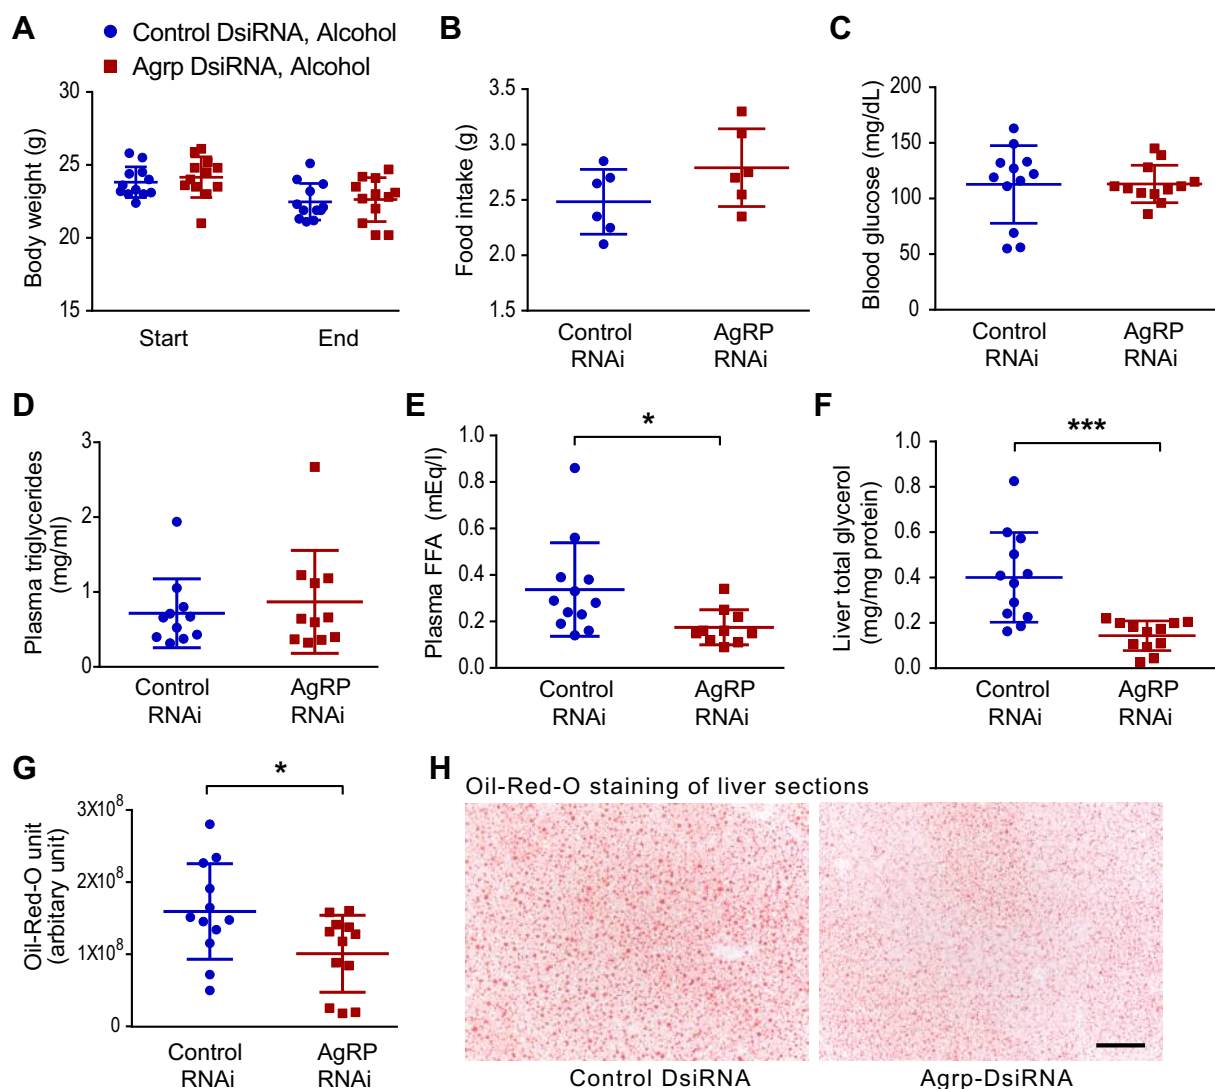 A
Control DsiRNA, Alcohol
Agrp DsiRNA, Alcohol
Body weight (g)
30
25
20
15
Start
End
B
Food intake (g)
3.5
3.0
2.5
2.0
1.5
Control
RNAi
AgRP
RNAi
C
Blood glucose (mg/dL)
200
150
100
50
0
Control
RNAi
AgRP
RNAi
D
Plasma triglycerides
(mg/ml)
3
2
1
0
Control
RNAi
AgRP
RNAi
E
*
Plasma FFA (mEq/l)
1.0
0.8
0.6
0.4
0.2
0.0
Control
RNAi
AgRP
RNAi
F
***
Liver total glycerol
(mg/mg protein)
1.0
0.8
0.6
0.4
0.2
0.0
Control
RNAi
AgRP
RNAi
G
*
Oil-Red-O unit
(arbitary unit)
3X10⁸
2X10⁸
1X10⁸
0
Control
RNAi
AgRP
RNAi
H
Oil-Red-O staining of liver sections
Control DsiRNA
Agrp-DsiRNA